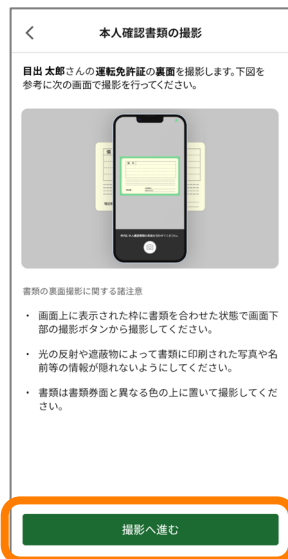 本人確認書類の撮影
目出 太郎さんの運転免許証の裏面を撮影します。下図を
参考に次の画面で撮影を行ってください。
備 考
書類の裏面撮影に関する諸注意
・ 画面上に表示された枠に書類を合わせた状態で画面下
部の撮影ボタンから撮影してください。
・ 光の反射や遮蔽物によって書類に印刷された写真や名
前等の情報が隠れないようにしてください。
・ 書類は書類券面と異なる色の上に置いて撮影してくだ
さい。
撮影へ進む